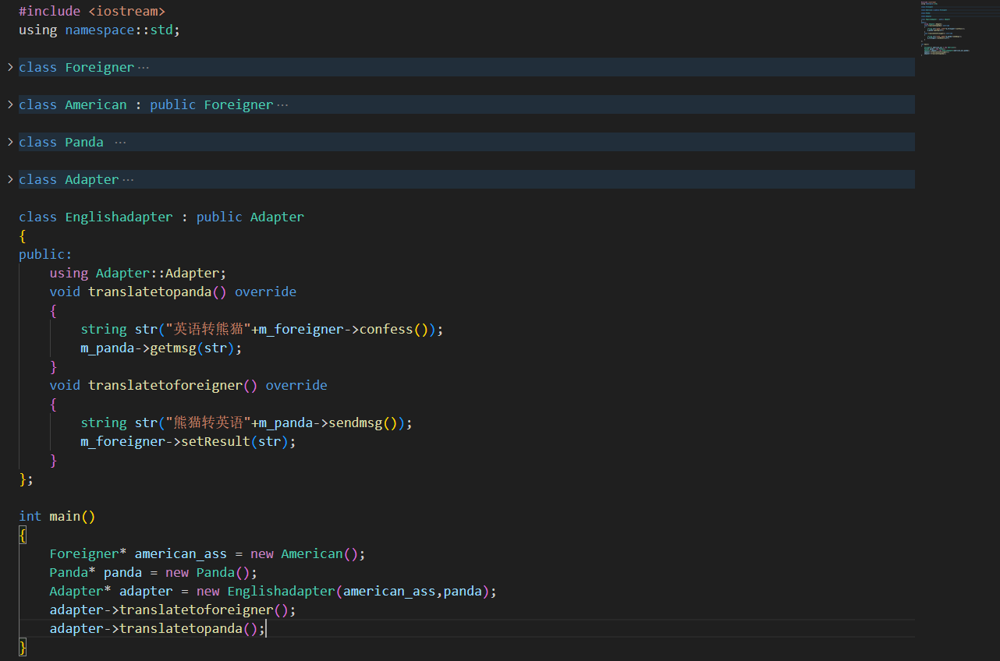 #include <iostream>
using namespace::std;
class Foreigner ···
class American : public Foreigner ···
class Panda ···
class Adapter ···
class Englishadapter : public Adapter
{
public:
using Adapter::Adapter;
void translatetopanda() override
{
string str("英语转熊猫"+m_foreigner->confess());
m_panda->getmsg(str);
}
void translatetoforeigner() override
{
string str("熊猫转英语"+m_panda->sendmsg());
m_foreigner->setResult(str);
}
};
int main()
{
Foreigner* american_ass = new American();
Panda* panda = new Panda();
Adapter* adapter = new Englishadapter(american_ass,panda);
adapter->translatetoforeigner();
adapter->translatetopanda();
}